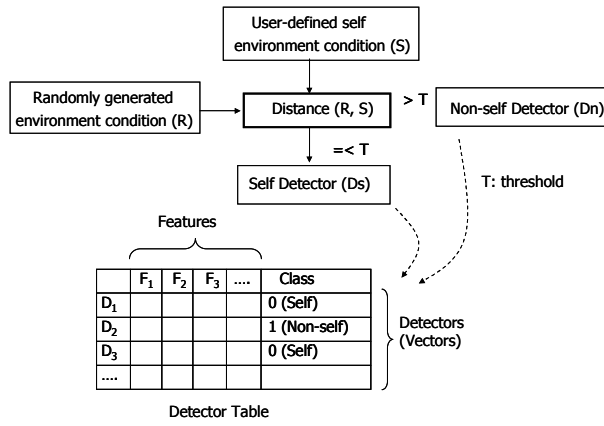 User-defined self
environment condition (S)
Randomly generated
environment condition (R)
Distance (R, S)
> T
Non-self Detector (Dn)
=< T
Self Detector (Ds)
T: threshold
Features
F1 F2 F3 .... Class
D1 0 (Self)
D2 1 (Non-self)
D3 0 (Self)
....
Detectors
(Vectors)
Detector Table